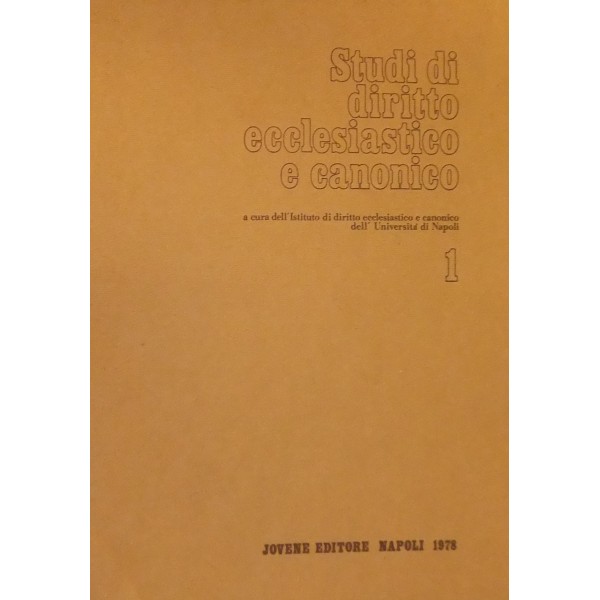 Studi di
diritto
ecclesiastico
e canonico
a cura dell'Istituto di diritto ecclesiastico e canonico
dell' Università di Napoli
1
JOVENE EDITORE NAPOLI 1978